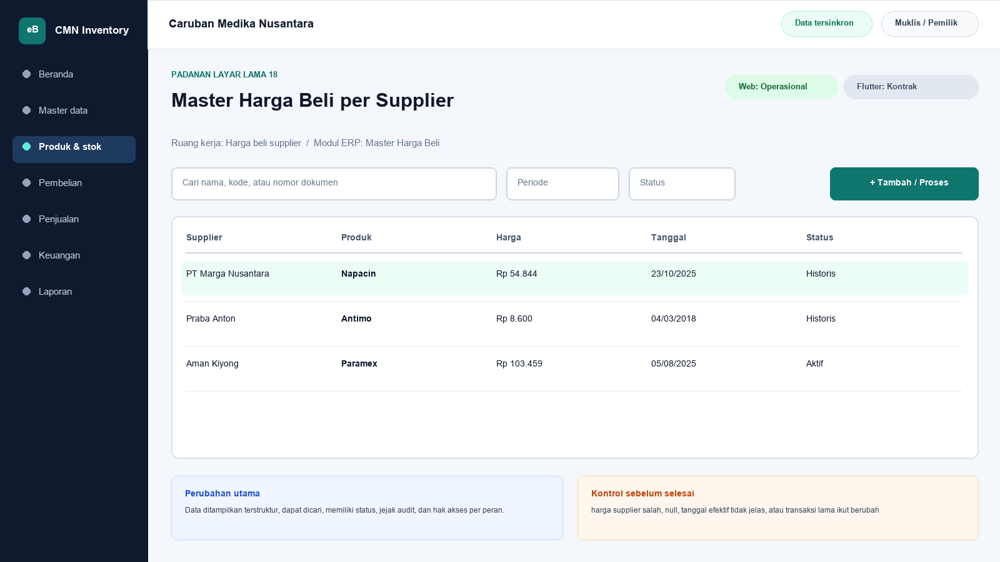 eB
CMN Inventory
Beranda
Master data
Produk & stok
Pembelian
Penjualan
Keuangan
Laporan
Caruban Medika Nusantara
Data tersinkron
Muklis / Pemilik
PADANAN LAYAR LAMA 18
Master Harga Beli per Supplier
Web: Operasional
Flutter: Kontrak
Ruang kerja: Harga beli supplier / Modul ERP: Master Harga Beli
Cari nama, kode, atau nomor dokumen
Periode
Status
+ Tambah / Proses
Supplier Produk Harga Tanggal Status
PT Marga Nusantara Napacin Rp 54.844 23/10/2025 Historis
Praba Anton Antimo Rp 8.600 04/03/2018 Historis
Aman Kiyong Paramex Rp 103.459 05/08/2025 Aktif
Perubahan utama
Data ditampilkan terstruktur, dapat dicari, memiliki status, jejak audit, dan hak akses per peran.
Kontrol sebelum selesai
harga supplier salah, null, tanggal efektif tidak jelas, atau transaksi lama ikut berubah